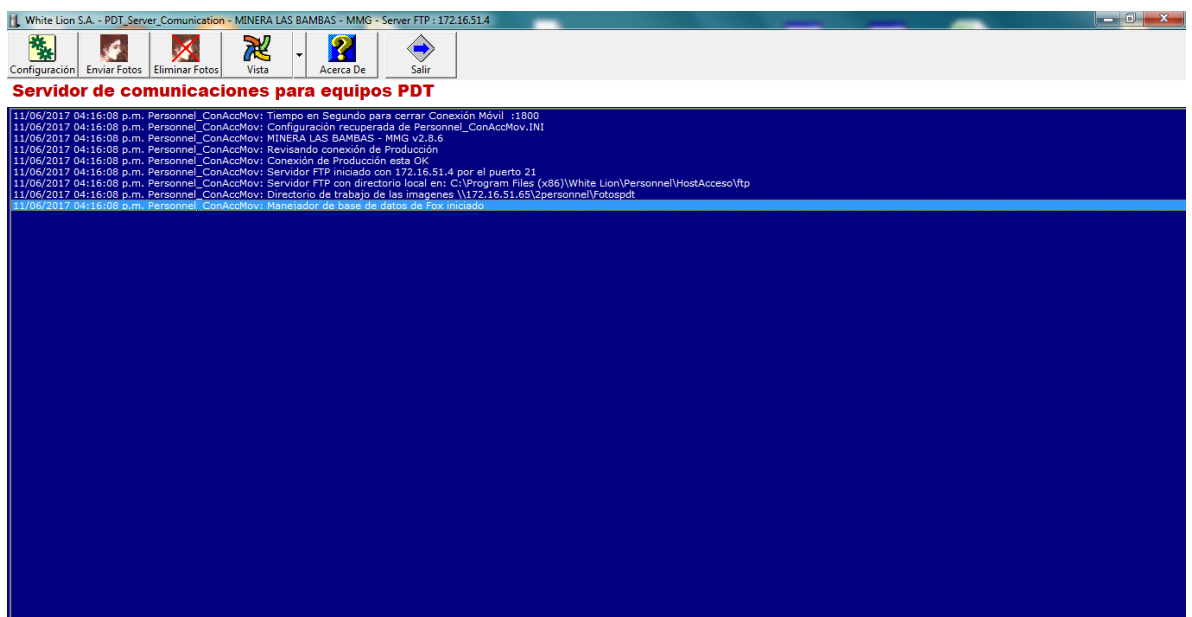 White Lion S.A. - PDT_Server_Comunication - MINERA LAS BAMBAS - MMG - Server FTP : 172.16.51.4
Configuración Enviar Fotos Eliminar Fotos Vista Acerca De Salir
Servidor de comunicaciones para equipos PDT
11/06/2017 04:16:08 p.m. Personnel_ConAccMov: Tiempo en Segundo para cerrar Conexión Móvil :1800
11/06/2017 04:16:08 p.m. Personnel_ConAccMov: Configuración recuperada de Personnel_ConAccMov.INI
11/06/2017 04:16:08 p.m. Personnel_ConAccMov: MINERA LAS BAMBAS - MMG v2.8.6
11/06/2017 04:16:08 p.m. Personnel_ConAccMov: Revisando conexión de Producción
11/06/2017 04:16:08 p.m. Personnel_ConAccMov: Conexión de Producción esta OK
11/06/2017 04:16:08 p.m. Personnel_ConAccMov: Servidor FTP iniciado con 172.16.51.4 por el puerto 21
11/06/2017 04:16:08 p.m. Personnel_ConAccMov: Servidor FTP con directorio local en: C:\Program Files (x86)\White Lion\Personnel\HostAcceso\ftp
11/06/2017 04:16:08 p.m. Personnel_ConAccMov: Directorio de trabajo de las imagenes \\172.16.51.65\2personnel\Fotospdt
11/06/2017 04:16:08 p.m. Personnel_ConAccMov: Manejador de base de datos de Fox iniciado